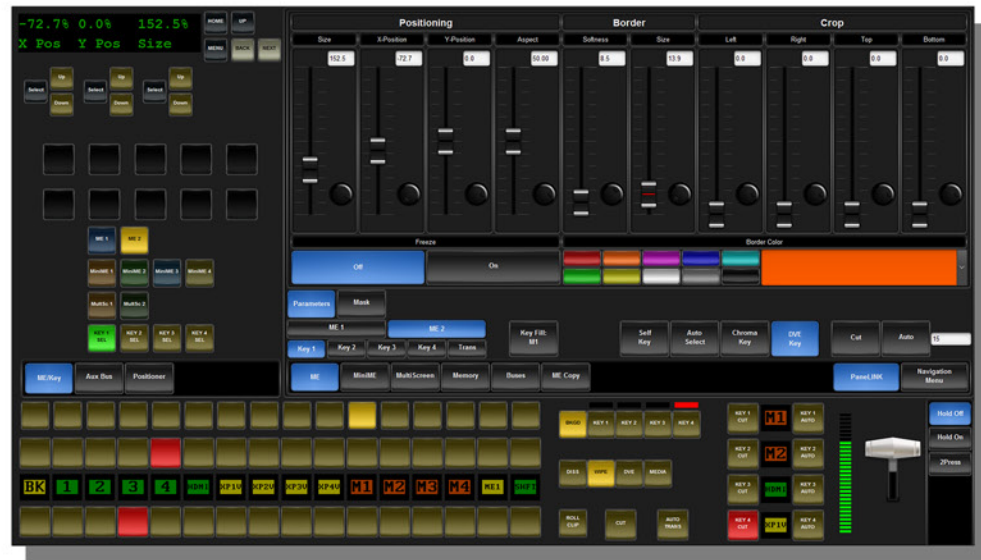 -72.7% 0.0% 152.5%
X Pos Y Pos Size
HOME UP
MENU BACK NEXT
Select Up Down Select Up Down Select Up Down
ME 1 ME 2
MiniME 1 MiniME 2 MiniME 3 MiniME 4
MultiSc 1 MultiSc 2
KEY 1 SEL KEY 2 SEL KEY 3 SEL KEY 4 SEL
ME/Key Aux Bus Positioner
Positioning Border Crop
Size X-Position Y-Position Aspect Softness Size Left Right Top Bottom
152.5 -72.7 0.0 50.00 8.5 13.9 0.0 0.0 0.0 0.0
Freeze Border Color
Off On
Parameters Mask
ME 1 ME 2
Key 1 Key 2 Key 3 Key 4 Trans
Key Fill: M1
Self Key Auto Select Chroma Key DVE Key Cut Auto 15
ME MiniME MultiScreen Memory Buses ME Copy PaneLINK Navigation Menu
BKGD KEY 1 KEY 2 KEY 3 KEY 4
DISS WIPE DVE MEDIA
ROLL CLIP CUT AUTO TRANS
BK 1 2 3 4 HDMI XP1V XP2V XP3V XP4V M1 M2 M3 M4 ME1 SHFT
KEY 1 CUT M1 KEY 1 AUTO
KEY 2 CUT M2 KEY 2 AUTO
KEY 3 CUT HDMI KEY 3 AUTO
KEY 4 CUT XP1V KEY 4 AUTO
Hold Off
Hold On
2Press